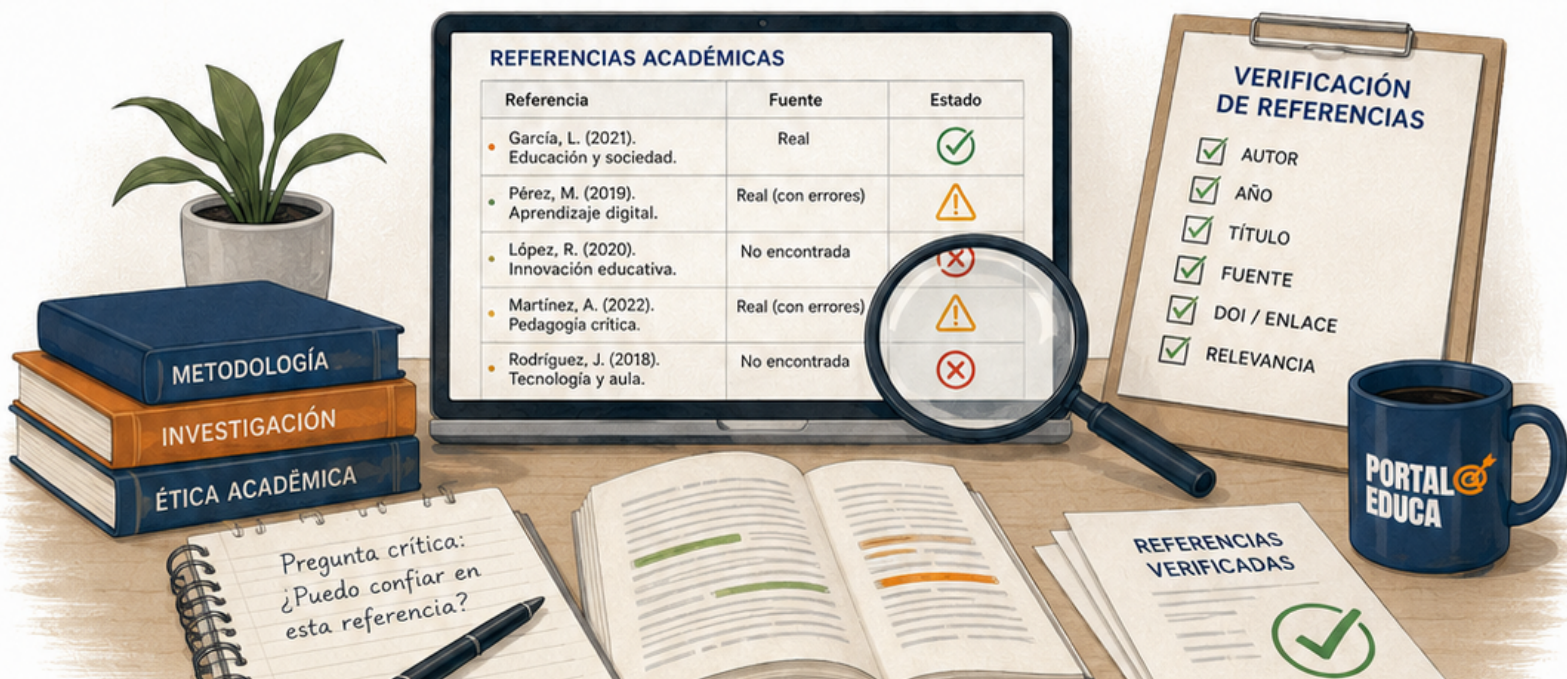 REFERENCIAS ACADÉMICAS
Referencia Fuente Estado
García, L. (2021). Real
Educación y sociedad.
Pérez, M. (2019). Real (con errores)
Aprendizaje digital.
López, R. (2020). No encontrada
Innovación educativa.
Martínez, A. (2022). Real (con errores)
Pedagogía crítica.
Rodríguez, J. (2018). No encontrada
Tecnología y aula.
VERIFICACIÓN
DE REFERENCIAS
AUTOR
AÑO
TÍTULO
FUENTE
DOI / ENLACE
RELEVANCIA
METODOLOGÍA
INVESTIGACIÓN
ÉTICA ACADËMICA
Pregunta crítica:
¿Puedo confiar en
esta referencia?
REFERENCIAS
VERIFICADAS
PORTAL
EDUCA